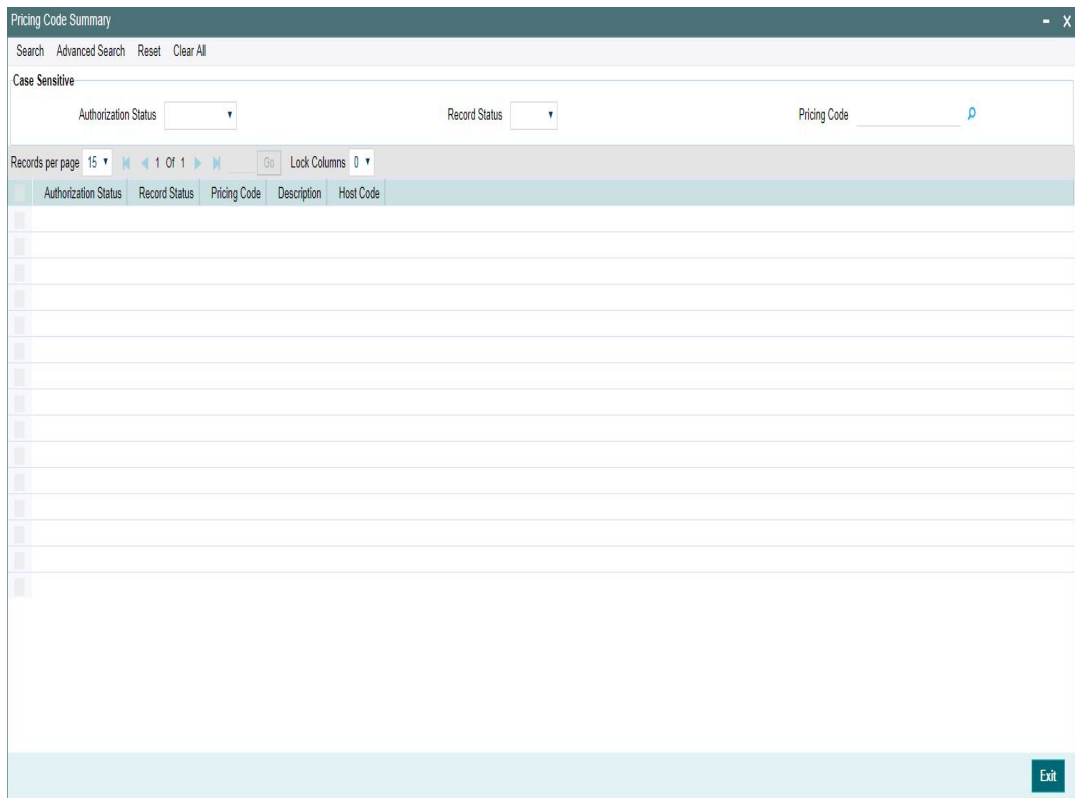 Pricing Code Summary - X
Search Advanced Search Reset Clear All
Case Sensitive
Authorization Status Record Status Pricing Code
Records per page 15 1 Of 1 Go Lock Columns 0
Authorization Status Record Status Pricing Code Description Host Code
Exit